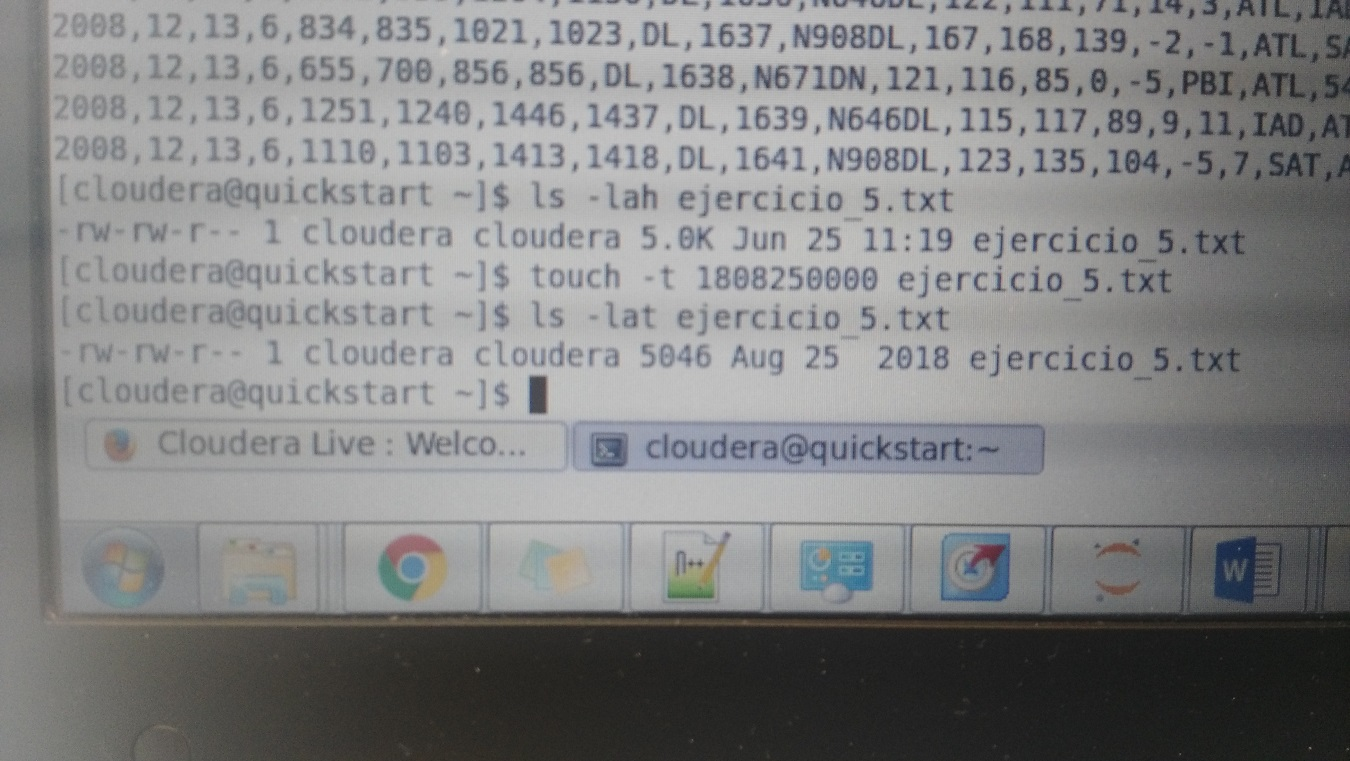 2008,12,13,6,834,835,1021,1023,DL,1637,N908DL,167,168,139,-2,-1,ATL,SA
2008,12,13,6,655,700,856,856,DL,1638,N671DN,121,116,85,0,-5,PBI,ATL,54
2008,12,13,6,1251,1240,1446,1437,DL,1639,N646DL,115,117,89,9,11,IAD,AT
2008,12,13,6,1110,1103,1413,1418,DL,1641,N908DL,123,135,104,-5,7,SAT,A
[cloudera@quickstart ~]$ ls -lah ejercicio_5.txt
-rw-rw-r-- 1 cloudera cloudera 5.0K Jun 25 11:19 ejercicio_5.txt
[cloudera@quickstart ~]$ touch -t 1808250000 ejercicio_5.txt
[cloudera@quickstart ~]$ ls -lat ejercicio_5.txt
-rw-rw-r-- 1 cloudera cloudera 5046 Aug 25  2018 ejercicio_5.txt
[cloudera@quickstart ~]$
Cloudera Live : Welco... cloudera@quickstart:~
n++ W